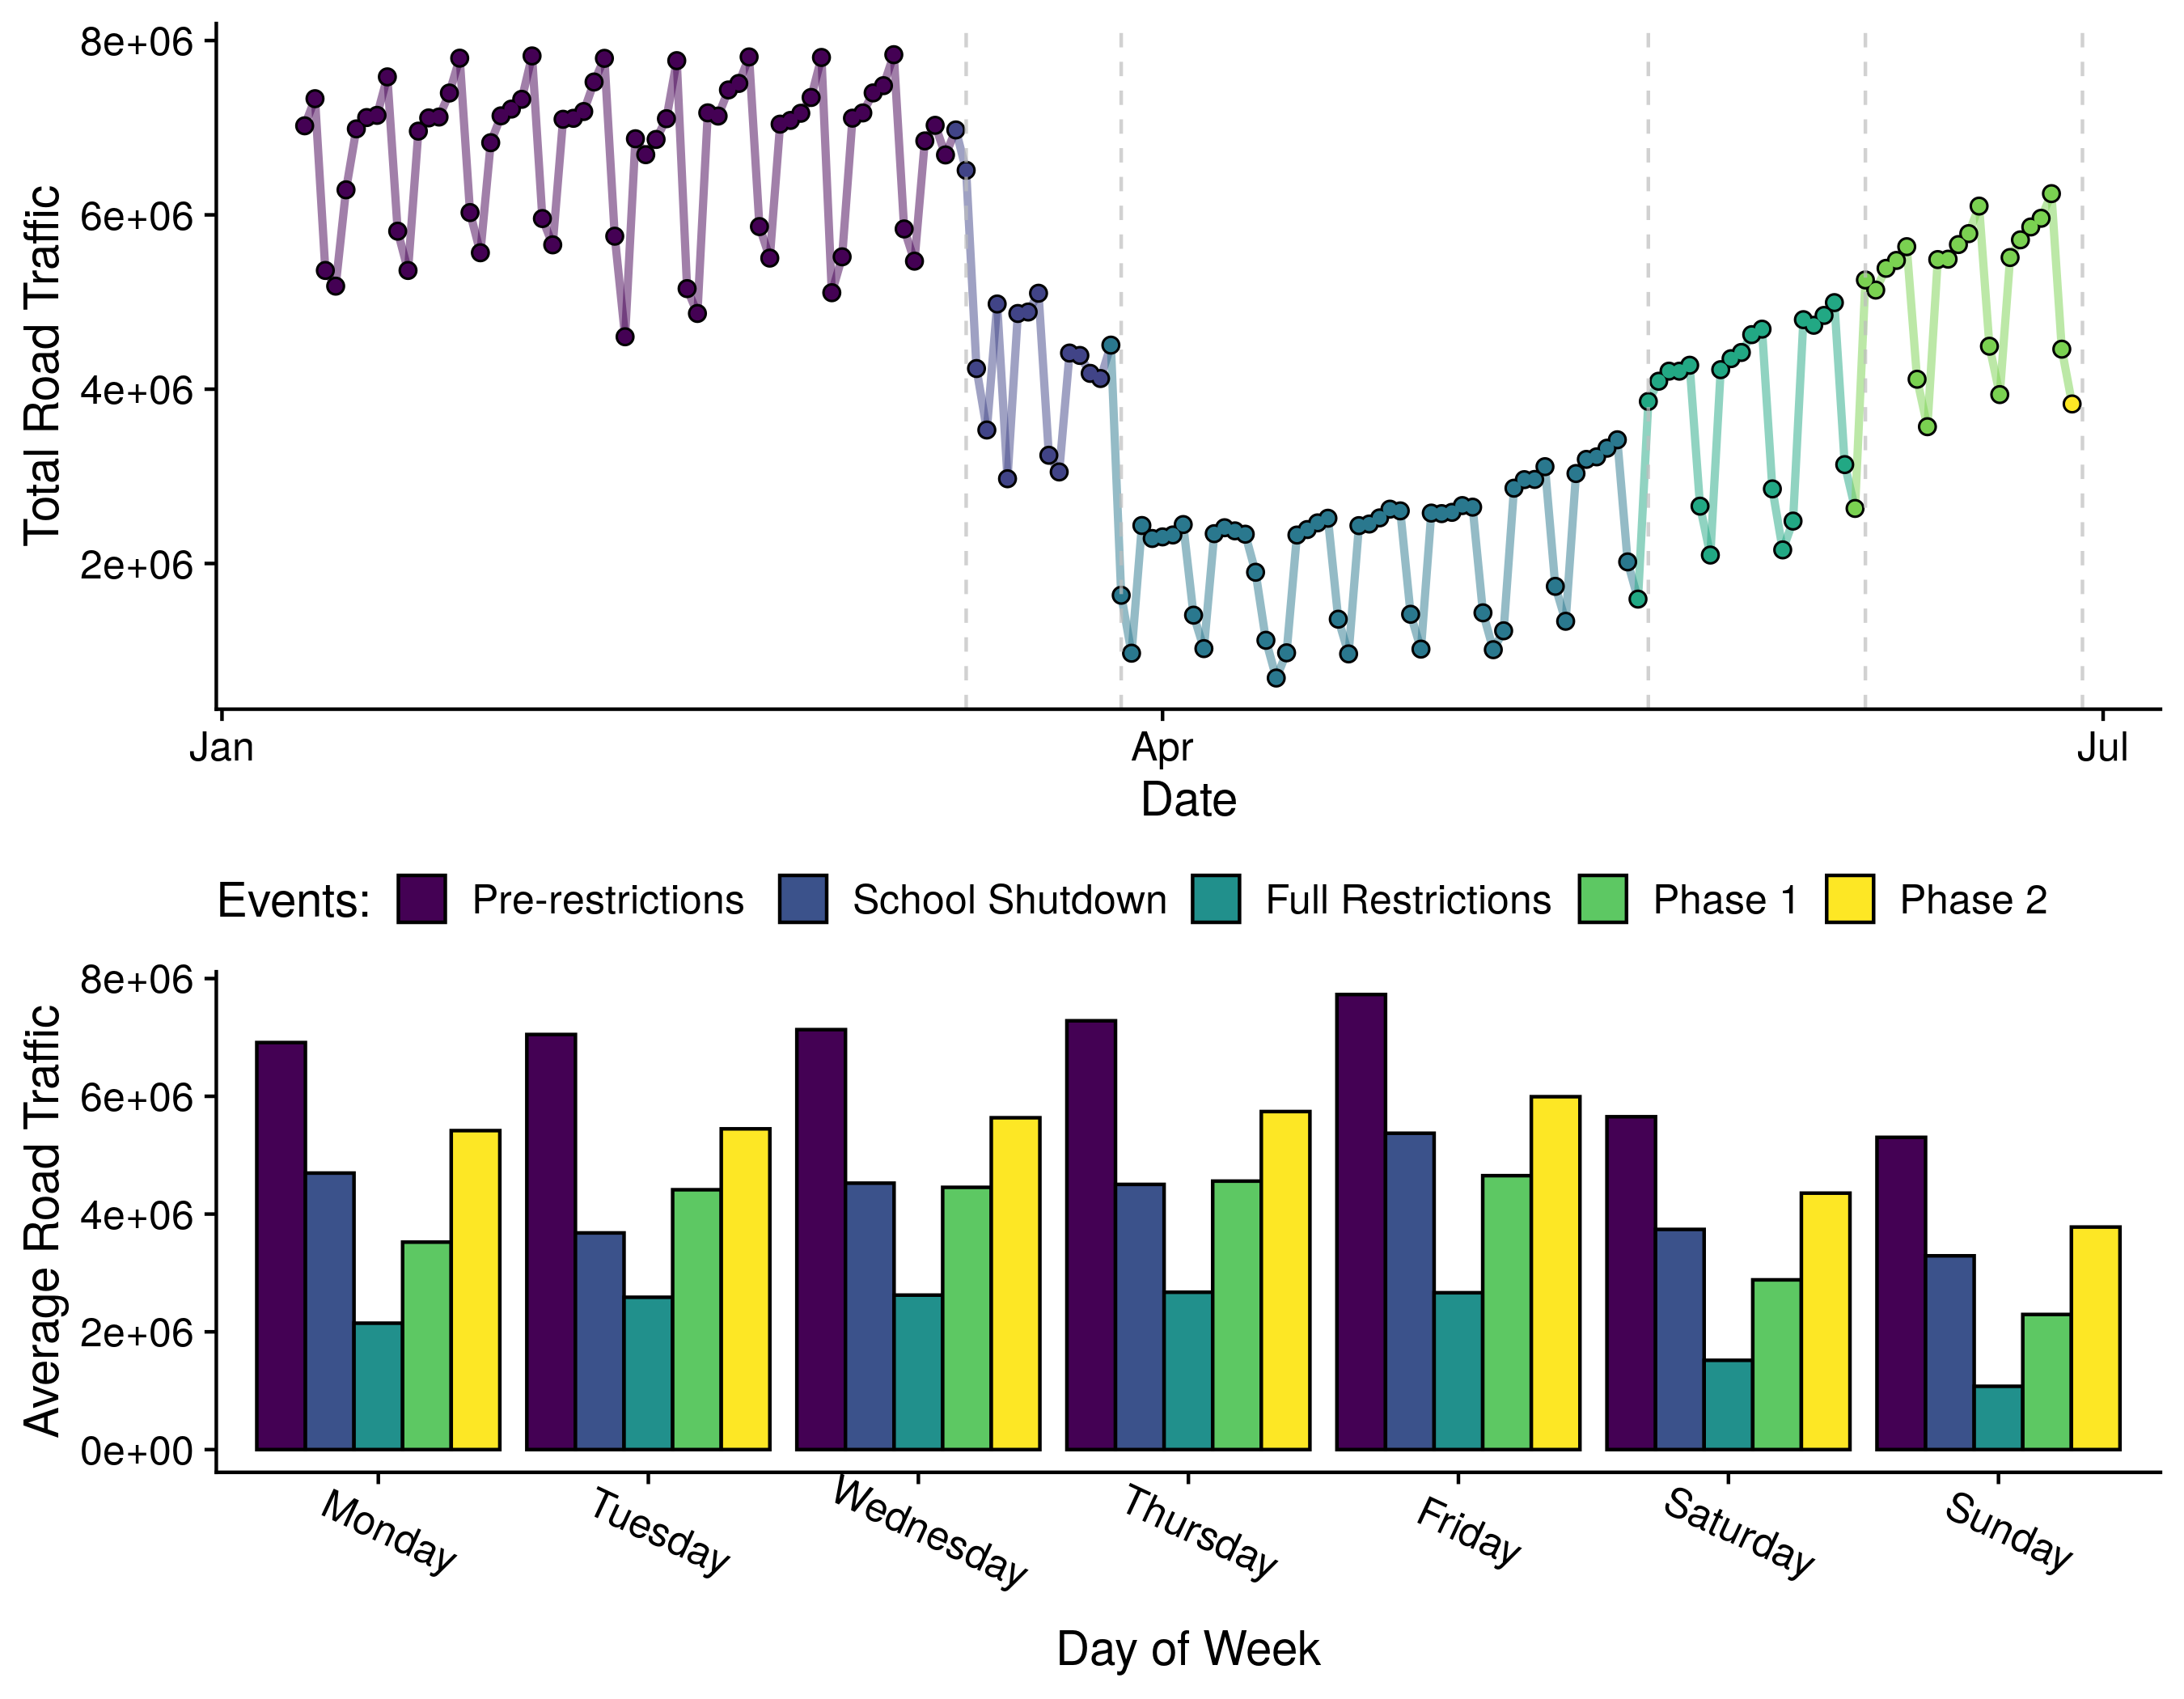 8e+06
6e+06
4e+06
2e+06
Total Road Traffic
Jan
Apr
Jul
Date
Events:
Pre-restrictions
School Shutdown
Full Restrictions
Phase 1
Phase 2
8e+06
6e+06
4e+06
2e+06
0e+00
Average Road Traffic
Monday
Tuesday
Wednesday
Thursday
Friday
Saturday
Sunday
Day of Week